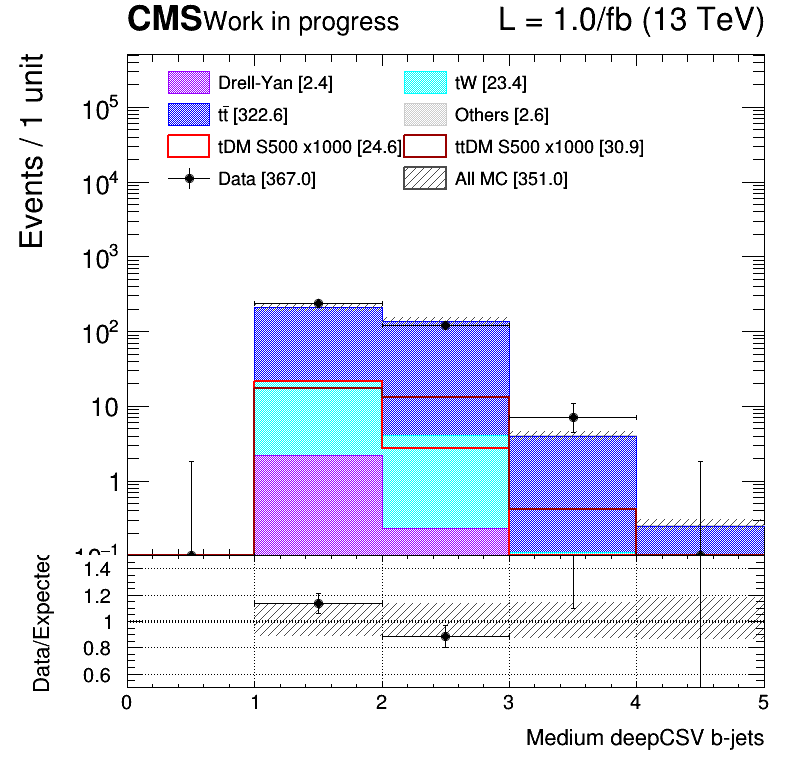 CMS Work in progress L = 1.0/fb (13 TeV)
Events / 1 unit
Drell-Yan [2.4] tW [23.4]
tt̄ [322.6] Others [2.6]
tDM S500 x1000 [24.6] ttDM S500 x1000 [30.9]
Data [367.0] All MC [351.0]
10⁵
10⁴
10³
10²
10
1
10⁻¹
Data/Expected
1.4
1.2
1
0.8
0.6
0 1 2 3 4 5
Medium deepCSV b-jets